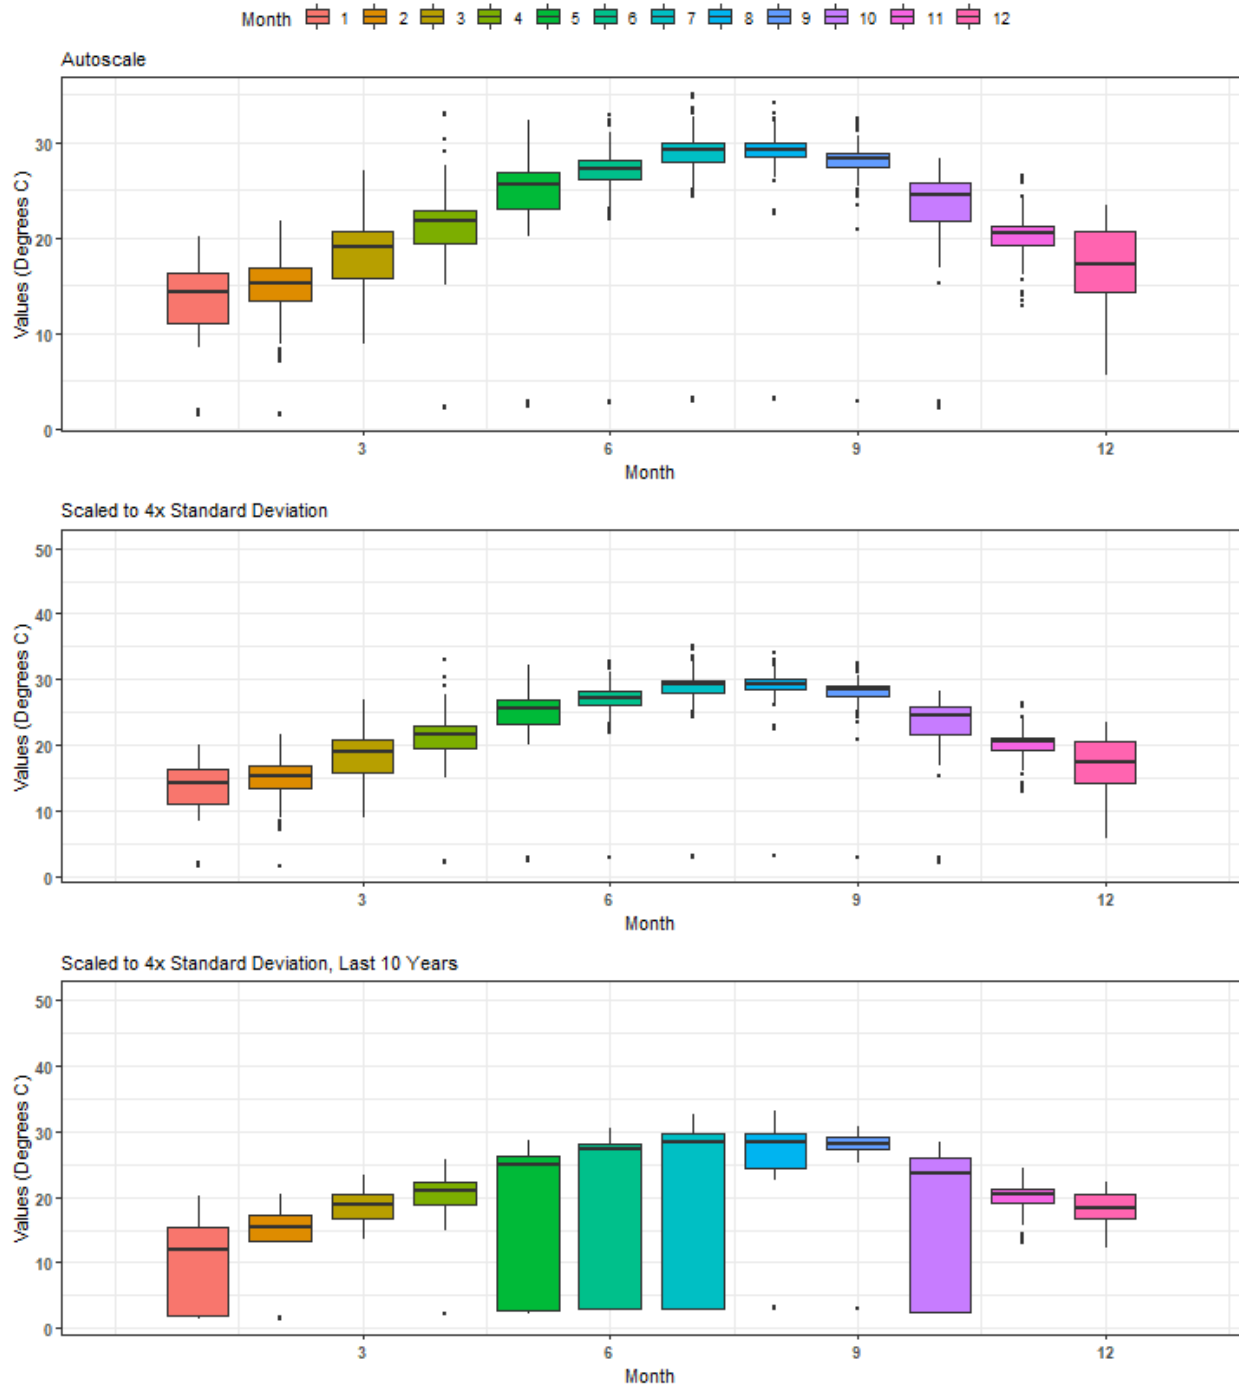 Month 1 2 3 4 5 6 7 8 9 10 11 12
Autoscale
Values (Degrees C)
30
20
10
0
3 6 9 12
Month
Scaled to 4x Standard Deviation
Values (Degrees C)
50
40
30
20
10
0
3 6 9 12
Month
Scaled to 4x Standard Deviation, Last 10 Years
Values (Degrees C)
50
40
30
20
10
0
3 6 9 12
Month